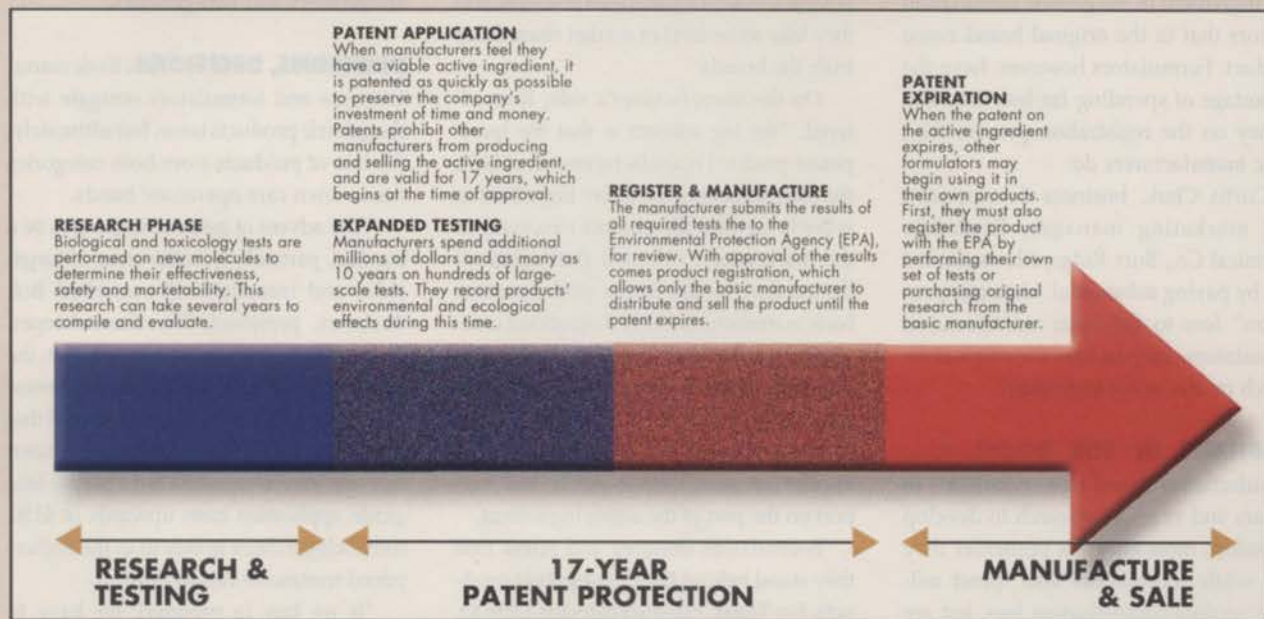 PATENT APPLICATION
When manufacturers feel they
have a viable active ingredient, it
is patented as quickly as possible
to preserve the company's
investment of time and money.
Patents prohibit other
manufacturers from producing
and selling the active ingredient,
and are valid for 17 years, which
begins at the time of approval.
RESEARCH PHASE
Biological and toxicology tests are
performed on new molecules to
determine their effectiveness,
safety and marketability. This
research can take several years to
compile and evaluate.
EXPANDED TESTING
Manufacturers spend additional
millions of dollars and as many as
10 years on hundreds of large-
scale tests. They record products'
environmental and ecological
effects during this time.
REGISTER & MANUFACTURE
The manufacturer submits the results of
all required tests the to the
Environmental Protection Agency (EPA),
for review. With approval of the results
comes product registration, which
allows only the basic manufacturer to
distribute and sell the product until the
patent expires.
PATENT
EXPIRATION
When the patent on
the active ingredient
expires, other
formulators may
begin using it in
their own products.
First, they must also
register the product
with the EPA by
performing their own
set of tests or
purchasing original
research from the
basic manufacturer.
RESEARCH &
TESTING
17-YEAR
PATENT PROTECTION
MANUFACTURE
& SALE